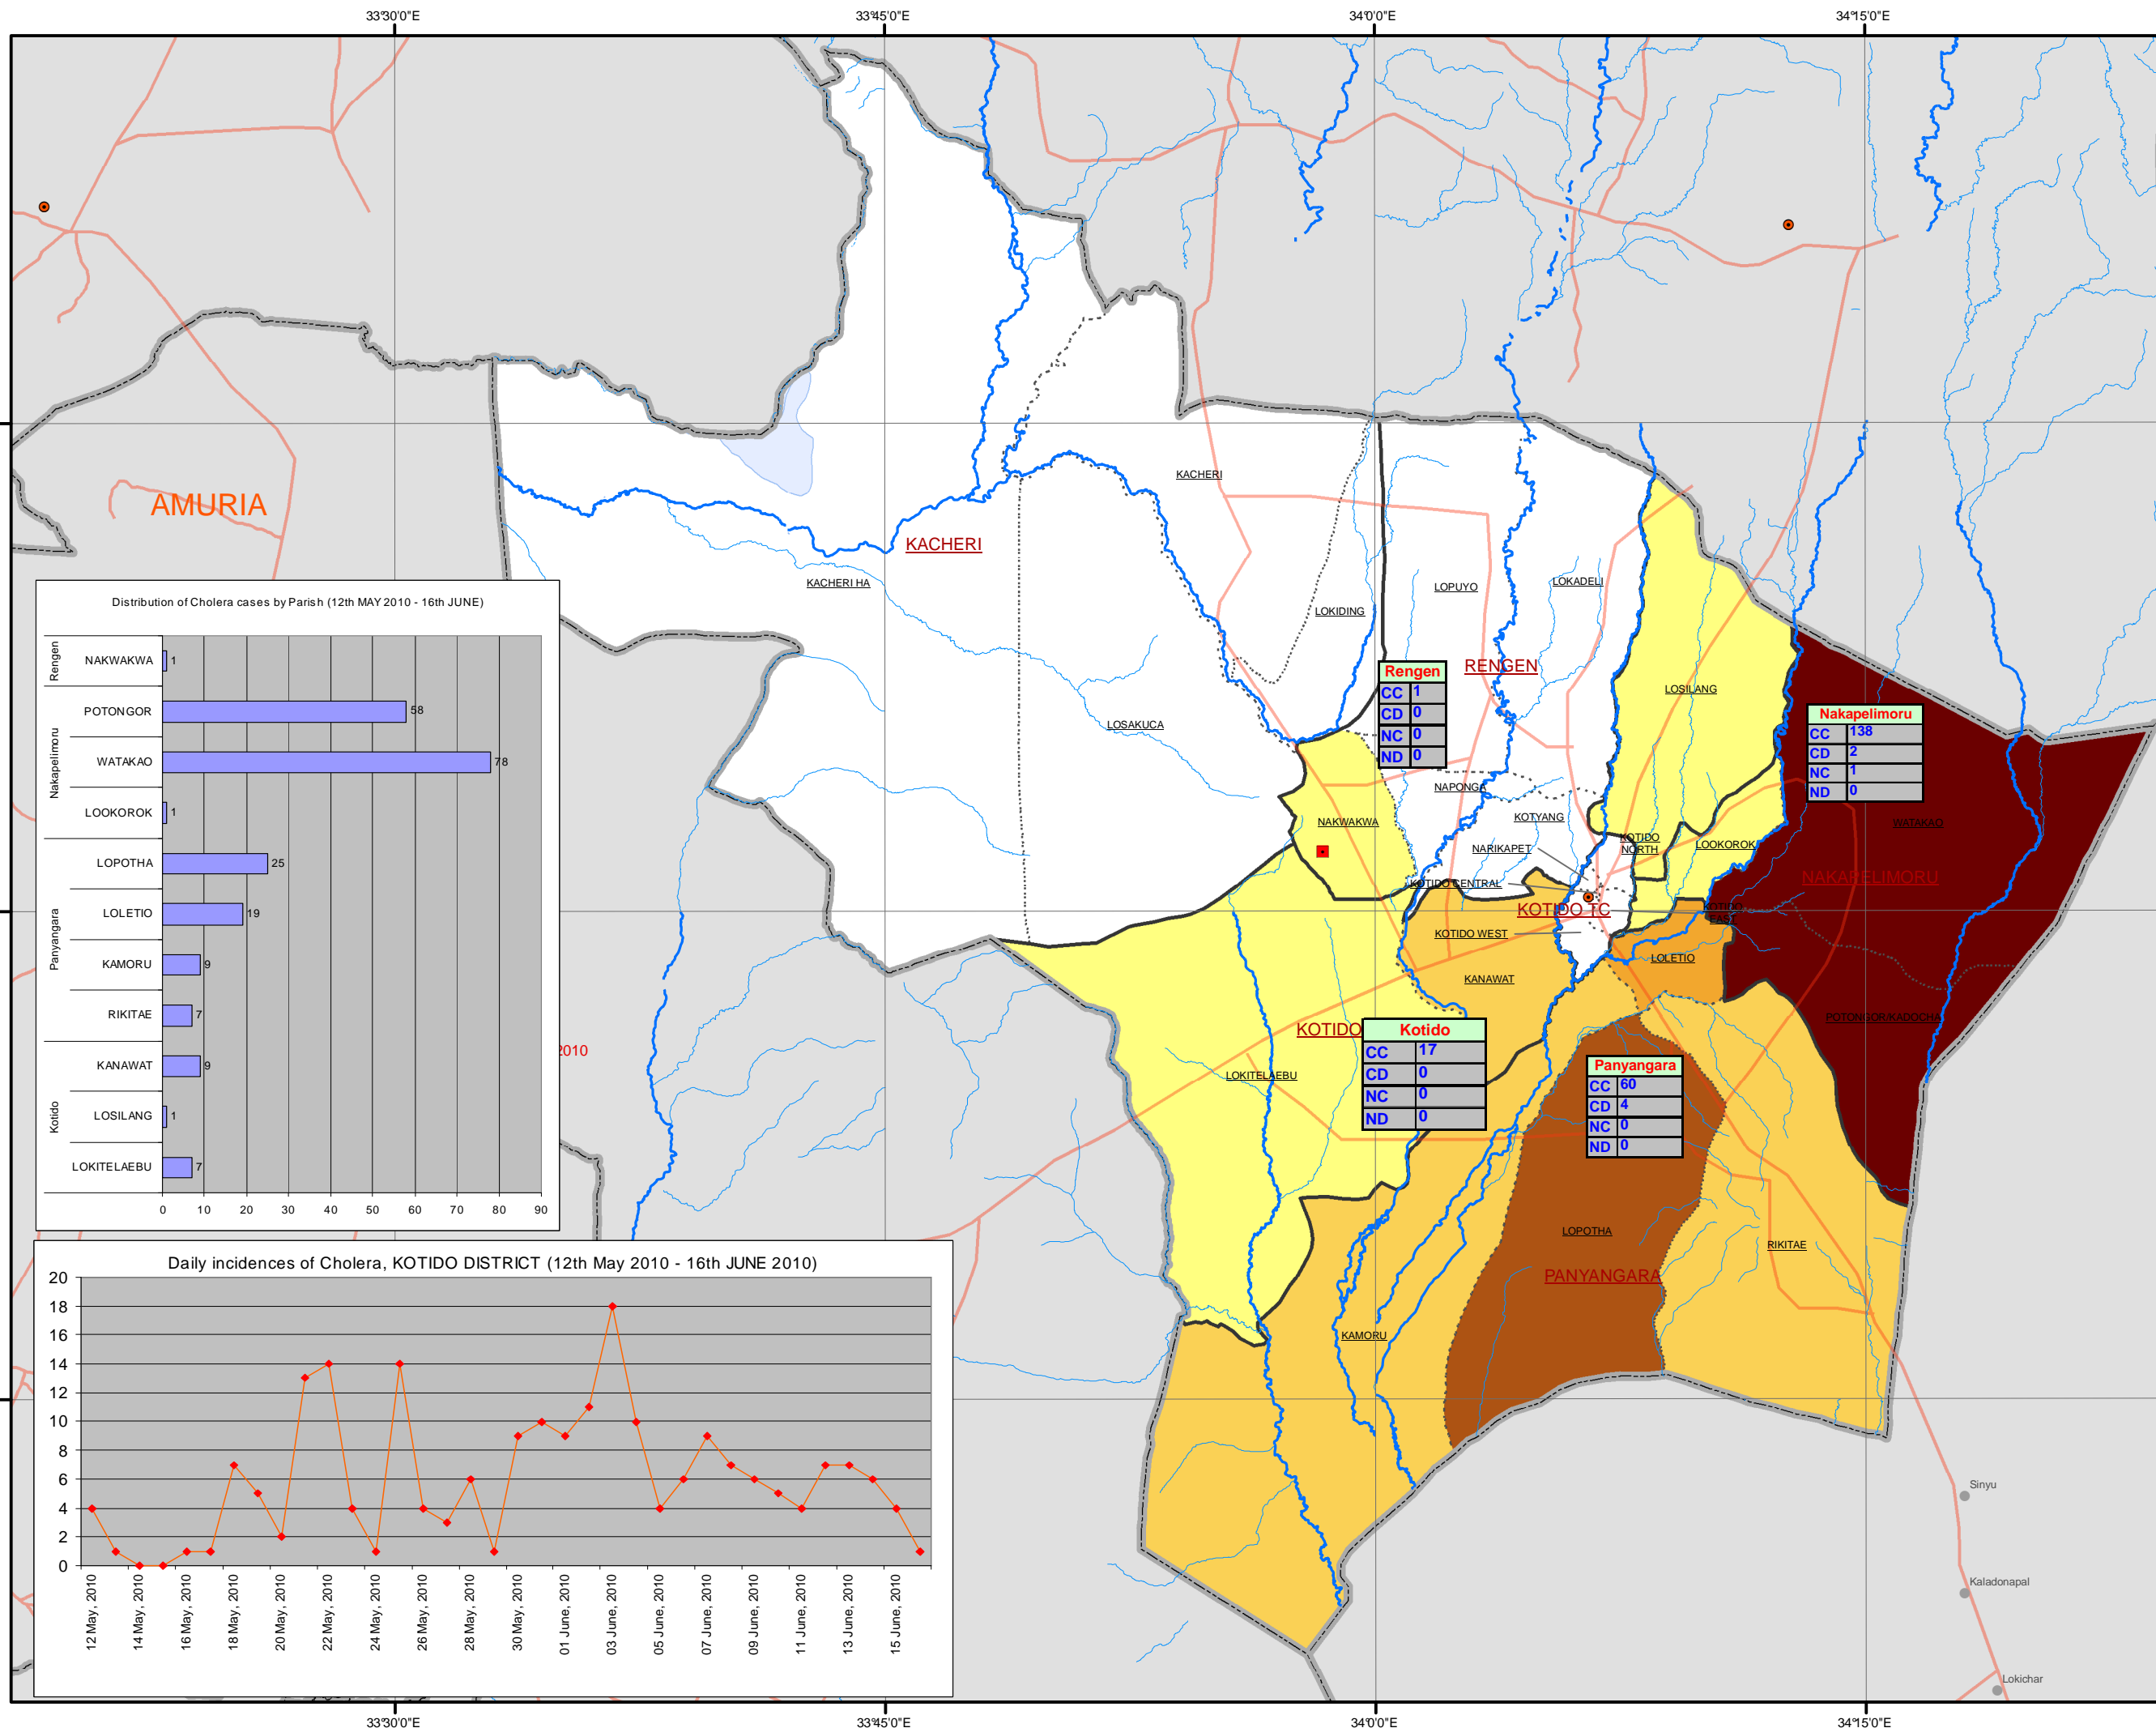 33°30'0"E
33°45'0"E
34°0'0"E
34°15'0"E
AMURIA
KACHERI
KACHERI
KACHERI HA
LOPUYO
LOKADELI
LOKIDING
RENGEN
LOSILANG
LOSAKUCA
Rengen
CC 1
CD 0
NC 0
ND 0
Nakapelimoru
CC 138
CD 2
NC 1
ND 0
NAPONGA
NAKWAKWA
KOTYANG
NARIKAPET
KOTIDO NORTH
LOOKOROK
WATAKAO
NAKAPELIMORU
KOTIDO CENTRAL
KOTIDO TC
KOTIDO EAST
KOTIDO WEST
LOLETIO
KANAWAT
POTONGOR/KADOCHA
KOTIDO
Kotido
CC 17
CD 0
NC 0
ND 0
LOKITELAEBU
Panyangara
CC 60
CD 4
NC 0
ND 0
LOPOTHA
RIKITAE
PANYANGARA
KAMORU
Sinyu
Kaladonapal
Lokichar
2010
Distribution of Cholera cases by Parish (12th MAY 2010 - 16th JUNE)
Rengen
NAKWAKWA 1
Nakapelimoru
POTONGOR 58
WATAKAO 78
LOOKOROK 1
Panyangara
LOPOTHA 25
LOLETIO 19
KAMORU 9
RIKITAE 7
Kotido
KANAWAT 9
LOSILANG 1
LOKITELAEBU 7
0 10 20 30 40 50 60 70 80 90
Daily incidences of Cholera, KOTIDO DISTRICT (12th May 2010 - 16th JUNE 2010)
20
18
16
14
12
10
8
6
4
2
0
12 May, 2010
14 May, 2010
16 May, 2010
18 May, 2010
20 May, 2010
22 May, 2010
24 May, 2010
26 May, 2010
28 May, 2010
30 May, 2010
01 June, 2010
03 June, 2010
05 June, 2010
07 June, 2010
09 June, 2010
11 June, 2010
13 June, 2010
15 June, 2010
33°30'0"E
33°45'0"E
34°0'0"E
34°15'0"E